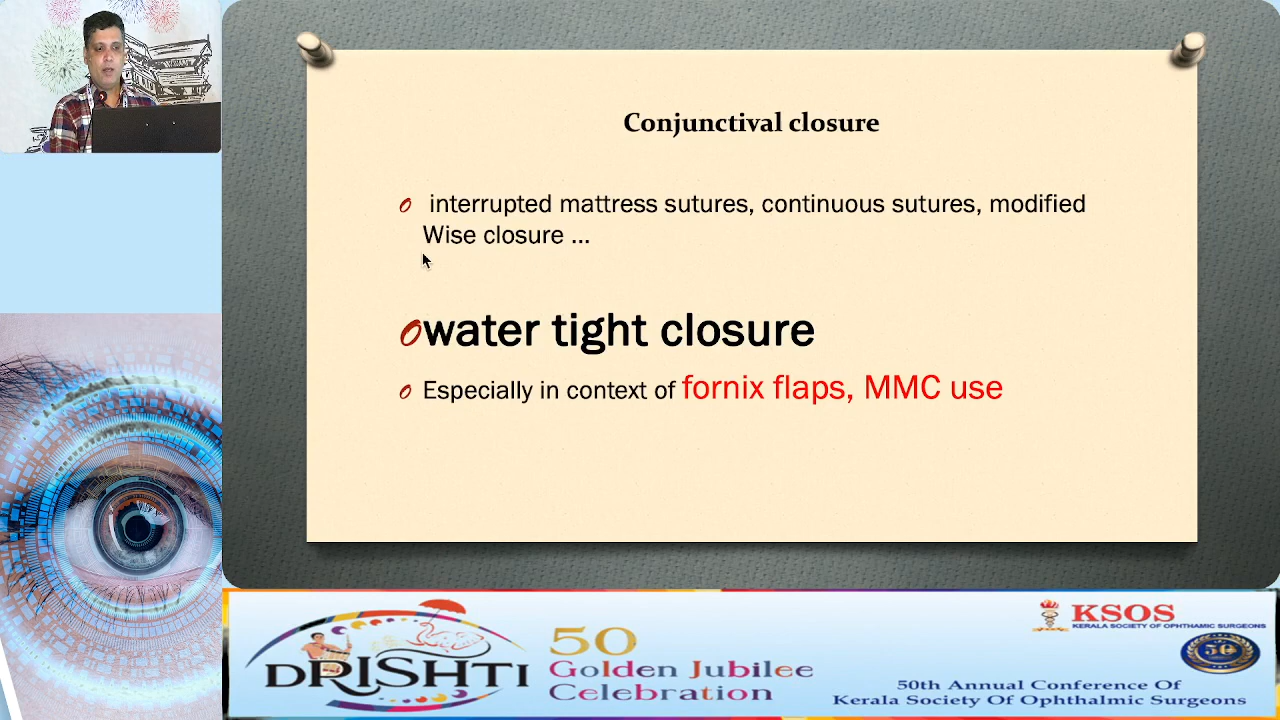 Conjunctival closure
interrupted mattress sutures, continuous sutures, modified
Wise closure ...
water tight closure
Especially in context of fornix flaps, MMC use
DRISHTI
50
Golden Jubilee
Celebration
KSOS
KERALA SOCIETY OF OPHTHAMIC SURGEONS
50
50th Annual Conference Of
Kerala Society Of Ophthalmic Surgeons